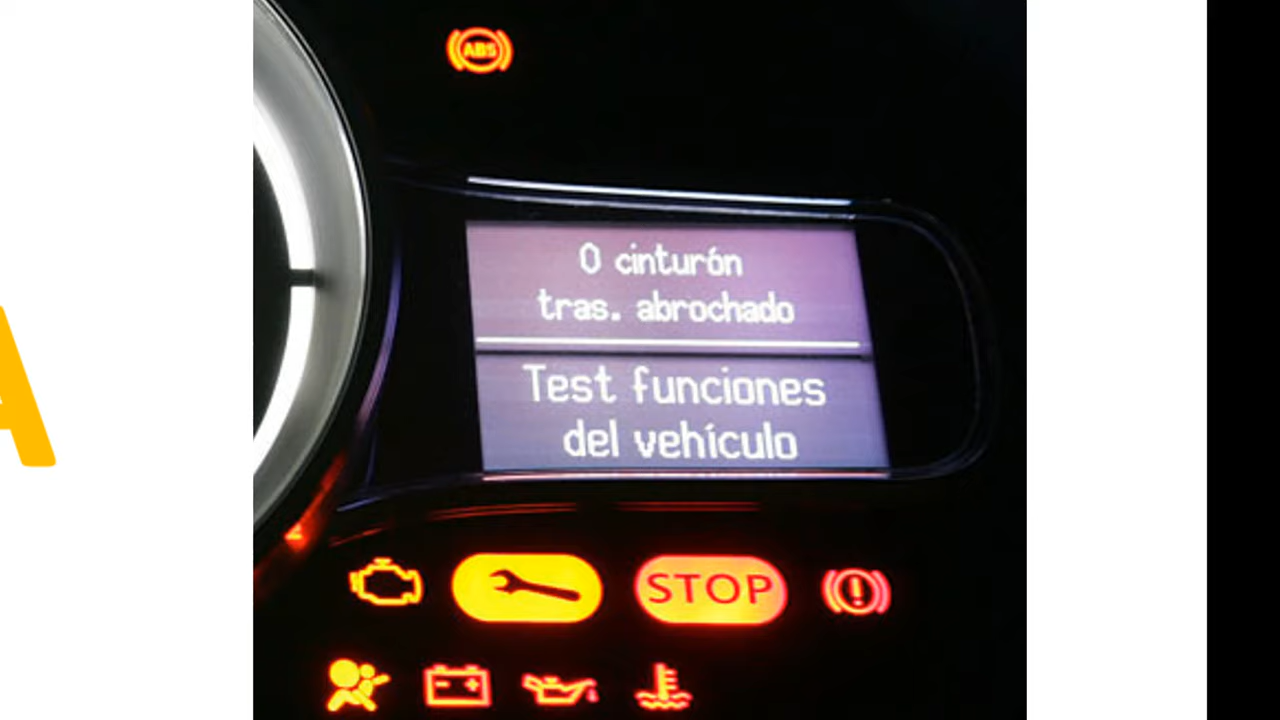 A
ABS
0 cinturón
tras. abrochado
Test funciones
del vehículo
STOP